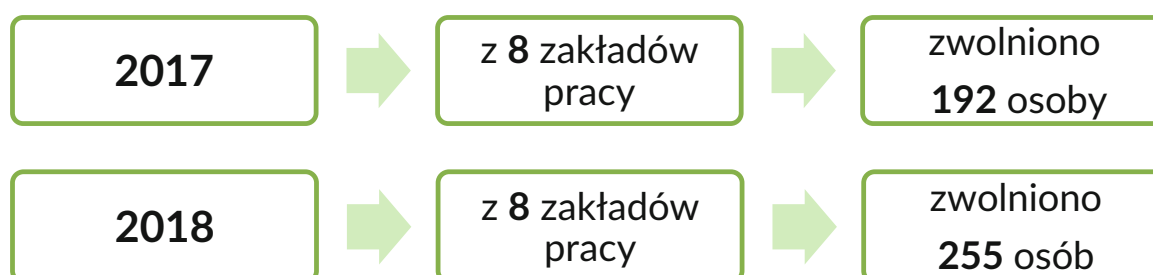 2017
z 8 zakładów
pracy
zwolniono
192 osoby
2018
z 8 zakładów
pracy
zwolniono
255 osób